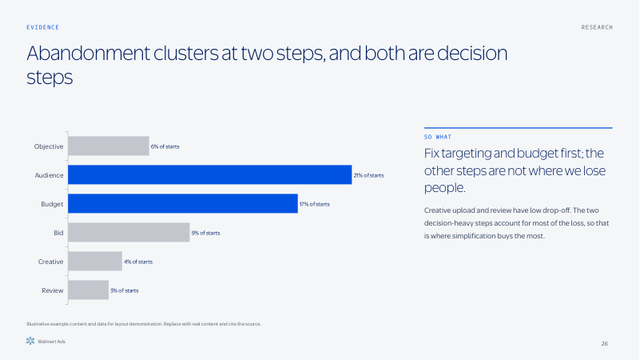 EVIDENCE
RESEARCH
Abandonment clusters at two steps, and both are decision
steps
Objective
6% of starts
Audience
21% of starts
Budget
17% of starts
Bid
9% of starts
Creative
4% of starts
Review
3% of starts
SO WHAT
Fix targeting and budget first; the
other steps are not where we lose
people.
Creative upload and review have low drop-off. The two
decision-heavy steps account for most of the loss, so that
is where simplification buys the most.
Illustrative example content and data for layout demonstration. Replace with real content and cite the source.
Walmart Ads
26